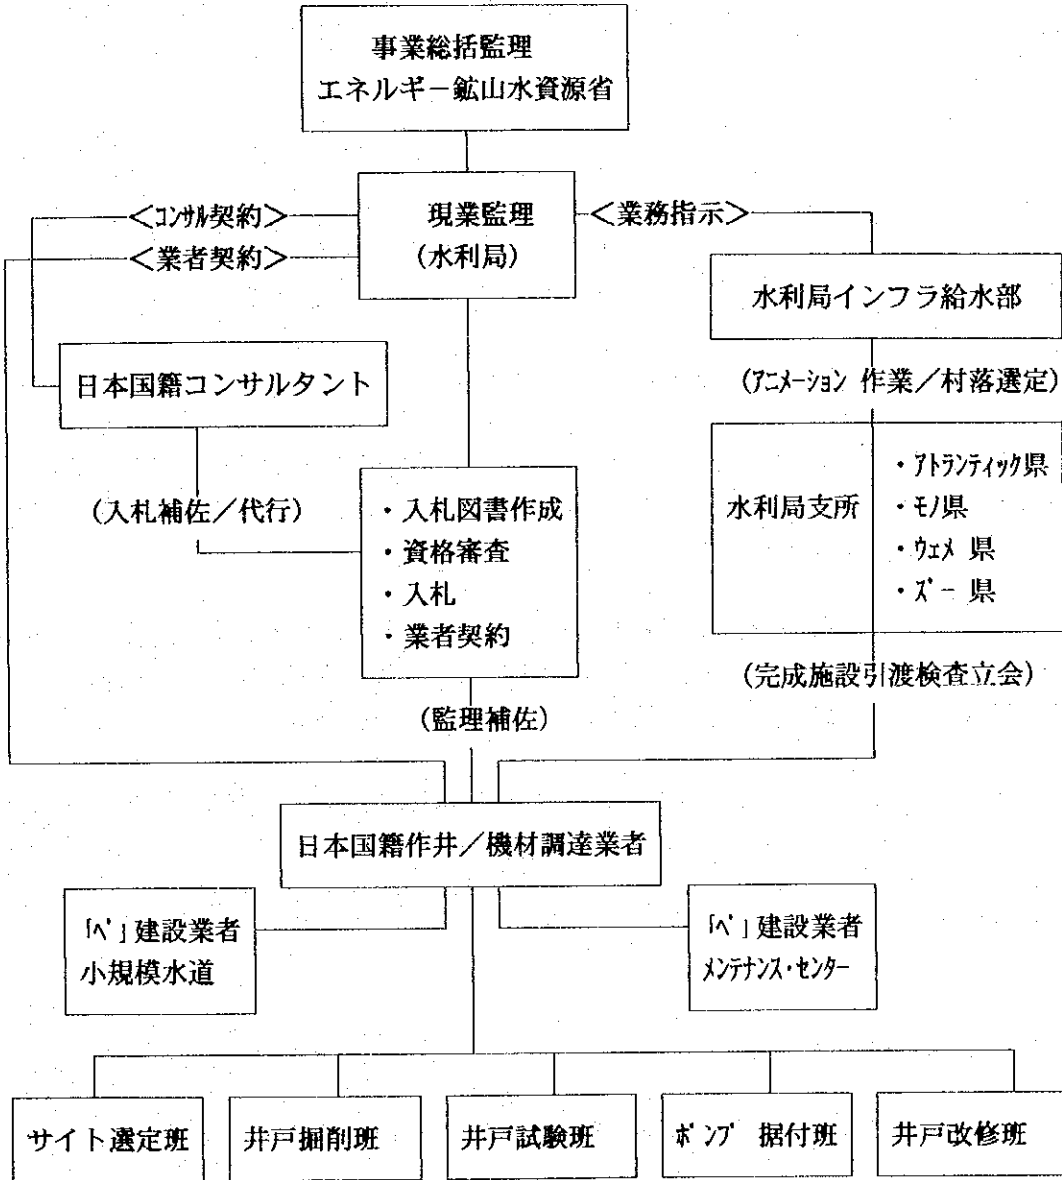 事業総括監理
エネルギー鉱山水資源省
<コンサル契約>
現業監理
<業務指示>
<業者契約>
(水利局)
水利局インフラ給水部
日本国籍コンサルタント
(アニメーション 作業/村落選定)
(入札補佐/代行)
・入札図書作成
・資格審査
・入札
・業者契約
水利局支所
・アトランティック県
・モノ県
・ウェメ 県
・ズー 県
(完成施設引渡検査立会)
(監理補佐)
日本国籍作井/機材調達業者
「ベ」建設業者
小規模水道
「ベ」建設業者
メンテナンス・センター
サイト選定班
井戸掘削班
井戸試験班
ポンプ 据付班
井戸改修班